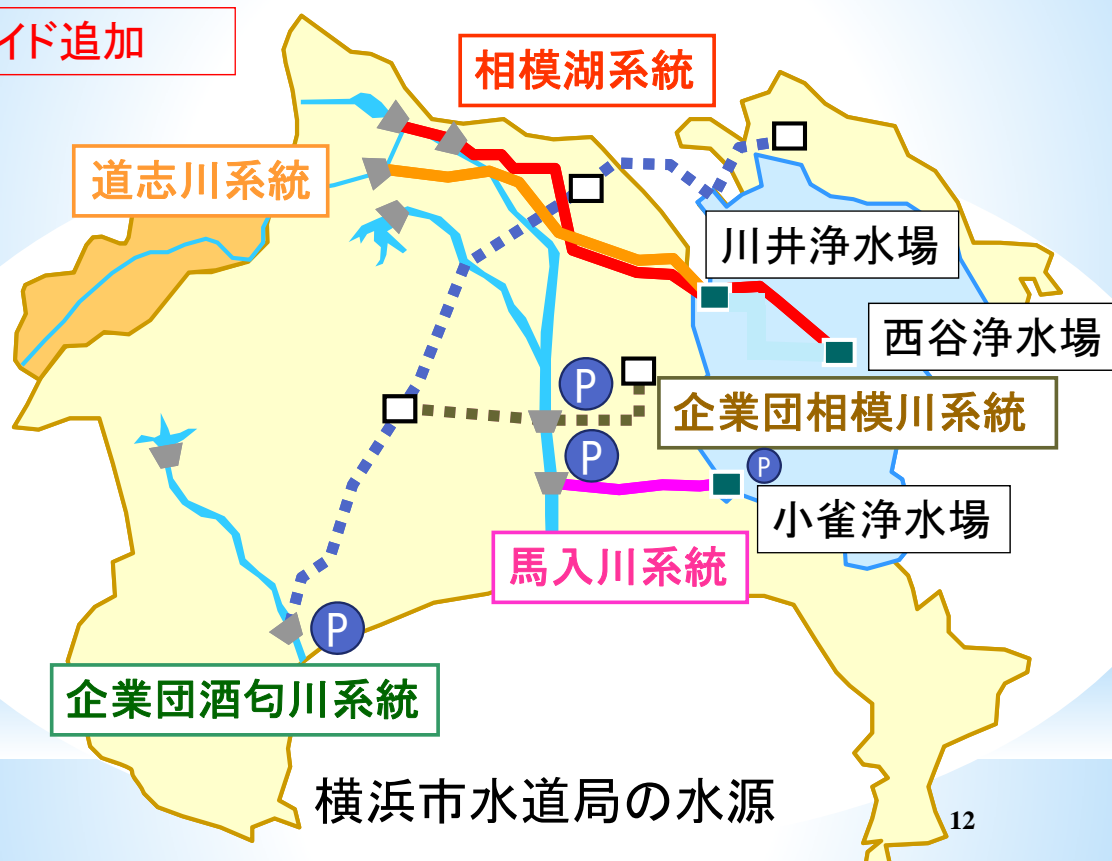 イド追加
相模湖系統
道志川系統
川井浄水場
西谷浄水場
P
企業団相模川系統
P
P
小雀浄水場
馬入川系統
P
企業団酒匂川系統
横浜市水道局の水源
12